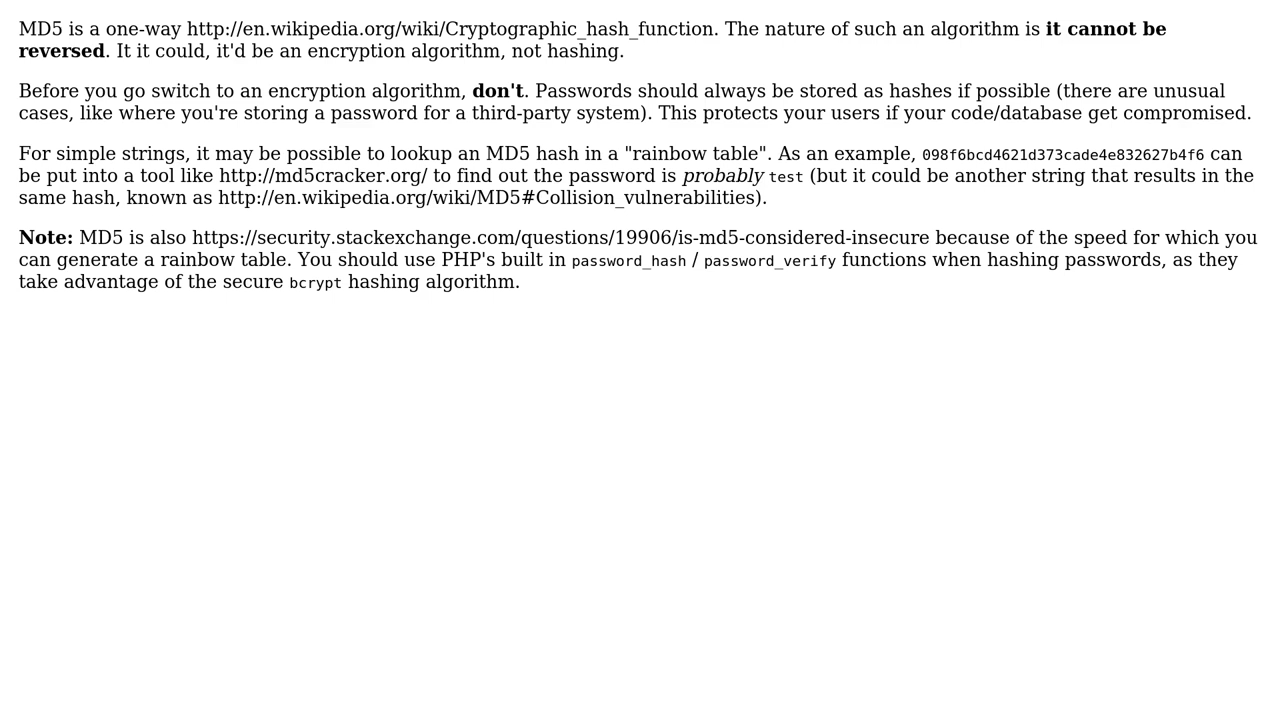 MD5 is a one-way http://en.wikipedia.org/wiki/Cryptographic_hash_function. The nature of such an algorithm is it cannot be
reversed. It it could, it'd be an encryption algorithm, not hashing.
Before you go switch to an encryption algorithm, don't. Passwords should always be stored as hashes if possible (there are unusual
cases, like where you're storing a password for a third-party system). This protects your users if your code/database get compromised.
For simple strings, it may be possible to lookup an MD5 hash in a "rainbow table". As an example, 098f6bcd4621d373cade4e832627b4f6 can
be put into a tool like http://md5cracker.org/ to find out the password is probably test (but it could be another string that results in the
same hash, known as http://en.wikipedia.org/wiki/MD5#Collision_vulnerabilities).
Note: MD5 is also https://security.stackexchange.com/questions/19906/is-md5-considered-insecure because of the speed for which you
can generate a rainbow table. You should use PHP's built in password_hash / password_verify functions when hashing passwords, as they
take advantage of the secure bcrypt hashing algorithm.